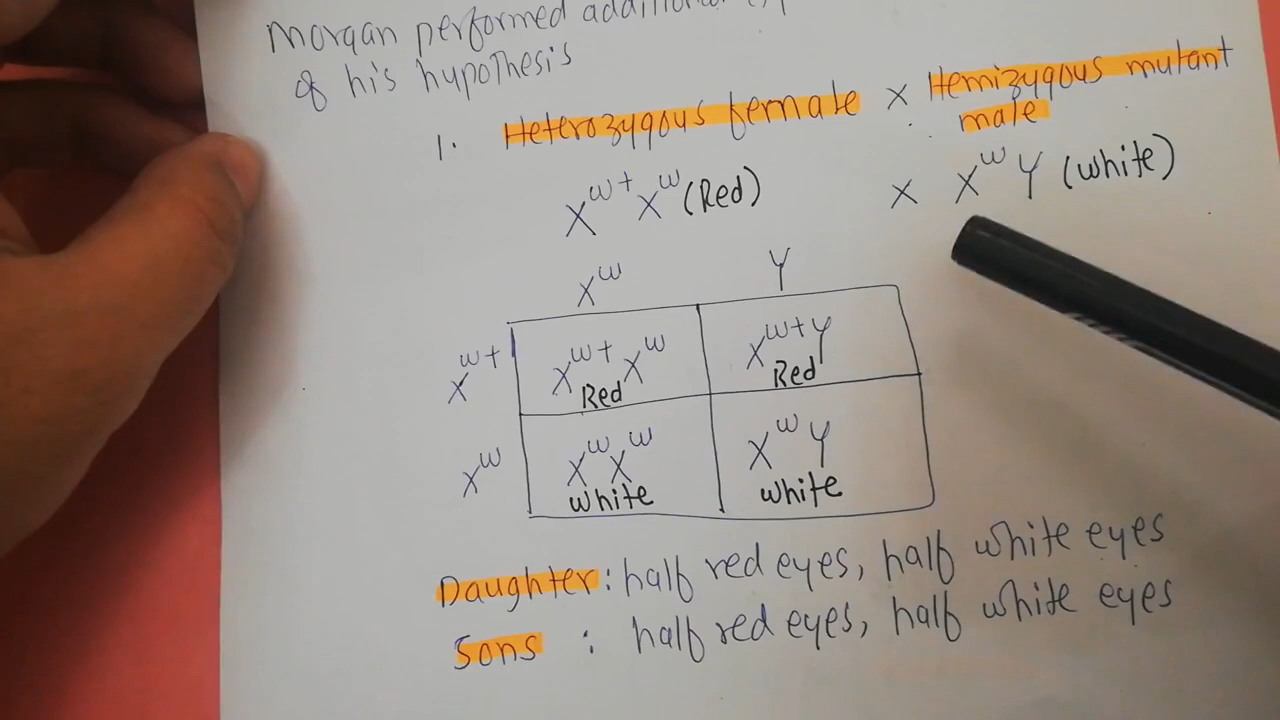 Morgan performed additional
of his hypothesis
1. Heterozygous female × Hemizygous mutant
male
X^w+ X^w (Red) × X^w Y (white)
X^w Y
X^w+ X^w+ X^w X^w+ Y
Red Red
X^w X^w X^w X^w Y
white white
Daughter: half red eyes, half white eyes
Sons : half red eyes, half white eyes